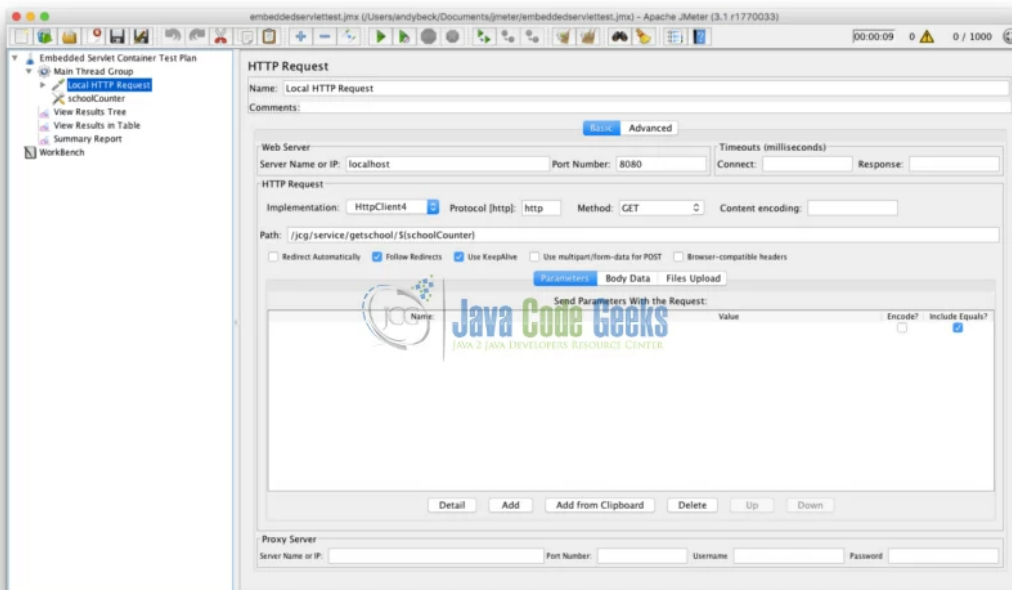 embeddedservlettest.jmx (/Users/andybeck/Documents/jmeter/embeddedservlettest.jmx) - Apache JMeter (3.1 r1770033)
00:00:09 0 0 / 1000
Embedded Servlet Container Test Plan
Main Thread Group
Local HTTP Request
schoolCounter
View Results Tree
View Results in Table
Summary Report
WorkBench
HTTP Request
Name: Local HTTP Request
Comments:
Basic Advanced
Web Server
Server Name or IP: localhost Port Number: 8080
Timeouts (milliseconds)
Connect: Response:
HTTP Request
Implementation: HttpClient4 Protocol [http]: http Method: GET Content encoding:
Path: /jcg/service/getschool/${schoolCounter}
Redirect Automatically Follow Redirects Use KeepAlive Use multipart/form-data for POST Browser-compatible headers
Parameters Body Data Files Upload
Send Parameters With the Request:
Name: Value Encode? Include Equals?
JCG
Java Code Geeks
JAVA 2 JAVA DEVELOPERS RESOURCE CENTER
Detail Add Add from Clipboard Delete Up Down
Proxy Server
Server Name or IP: Port Number: Username Password